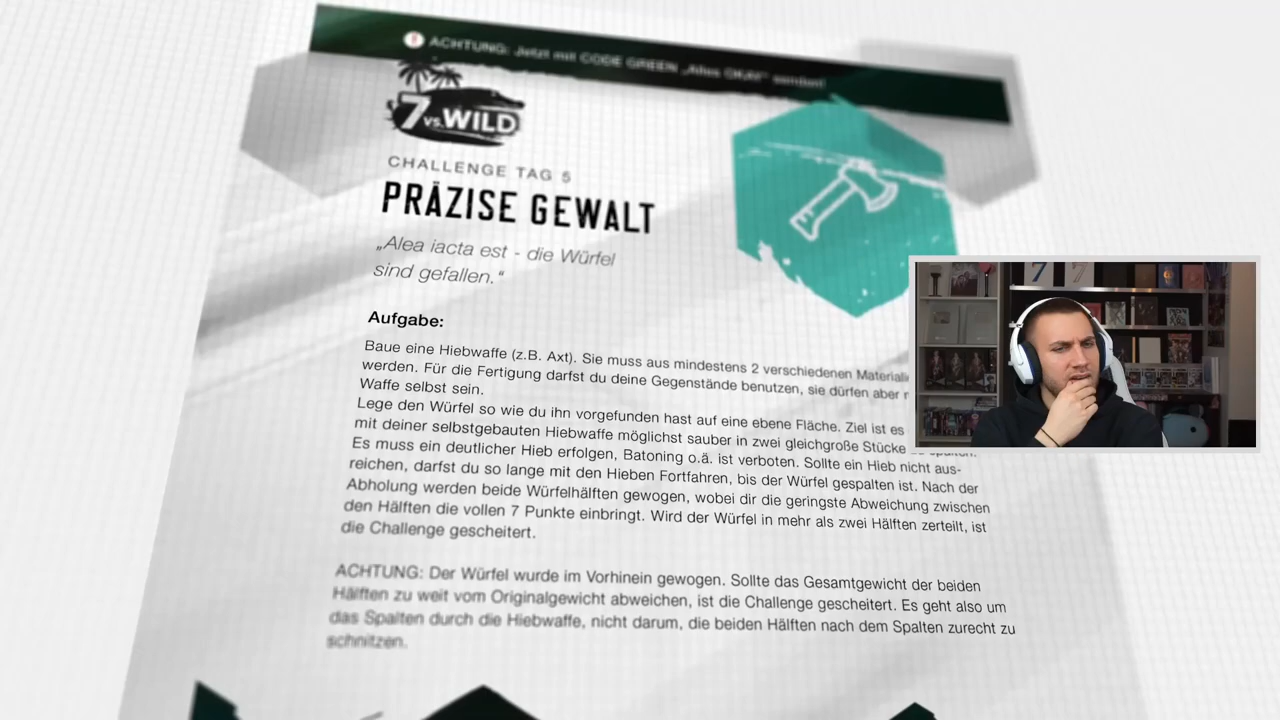 ACHTUNG: Jetzt mit CODE GREEN „Alles OKAY“ senden!
7 vs. WILD
CHALLENGE TAG 5
PRÄZISE GEWALT
„Alea iacta est - die Würfel
sind gefallen.“
Aufgabe:
Baue eine Hiebwaffe (z.B. Axt). Sie muss aus mindestens 2 verschiedenen
werden. Für die Fertigung darfst du deine Gegenstände benutzen, sie dürfen aber
Waffe selbst sein.
Lege den Würfel so wie du ihn vorgefunden hast auf eine ebene Fläche. Ziel ist es
mit deiner selbstgebauten Hiebwaffe möglichst sauber in zwei gleichgroße Stücke
Es muss ein deutlicher Hieb erfolgen, Batoning o.ä. ist verboten. Sollte ein Hieb nicht aus-
reichen, darfst du so lange mit den Hieben Fortfahren, bis der Würfel gespalten ist. Nach der
Abholung werden beide Würfelhälften gewogen, wobei dir die geringste Abweichung zwischen
den Hälften die vollen 7 Punkte einbringt. Wird der Würfel in mehr als zwei Hälften zerteilt, ist
die Challenge gescheitert.
ACHTUNG: Der Würfel wurde im Vorhinein gewogen. Sollte das Gesamtgewicht der beiden
Hälften zu weit vom Originalgewicht abweichen, ist die Challenge gescheitert. Es geht also um
das Spalten durch die Hiebwaffe, nicht darum, die beiden Hälften nach dem Spalten zurecht zu
schnitzen.
7 7